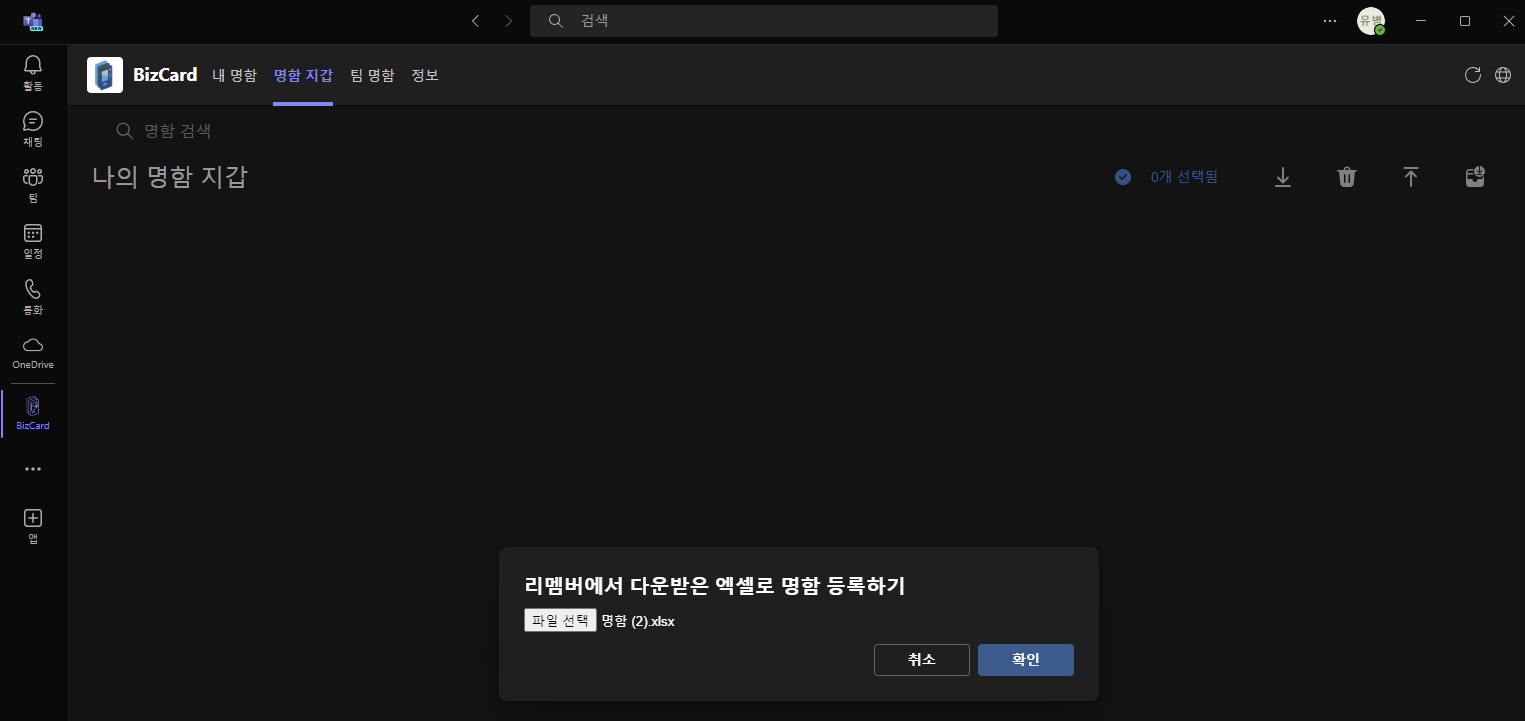 검색
유병
활동
채팅
팀
일정
통화
OneDrive
BizCard
앱
BizCard 내 명함 명함 지갑 팀 명함 정보
명함 검색
나의 명함 지갑
0개 선택됨
리멤버에서 다운받은 엑셀로 명함 등록하기
파일 선택 명함 (2).xlsx
취소 확인